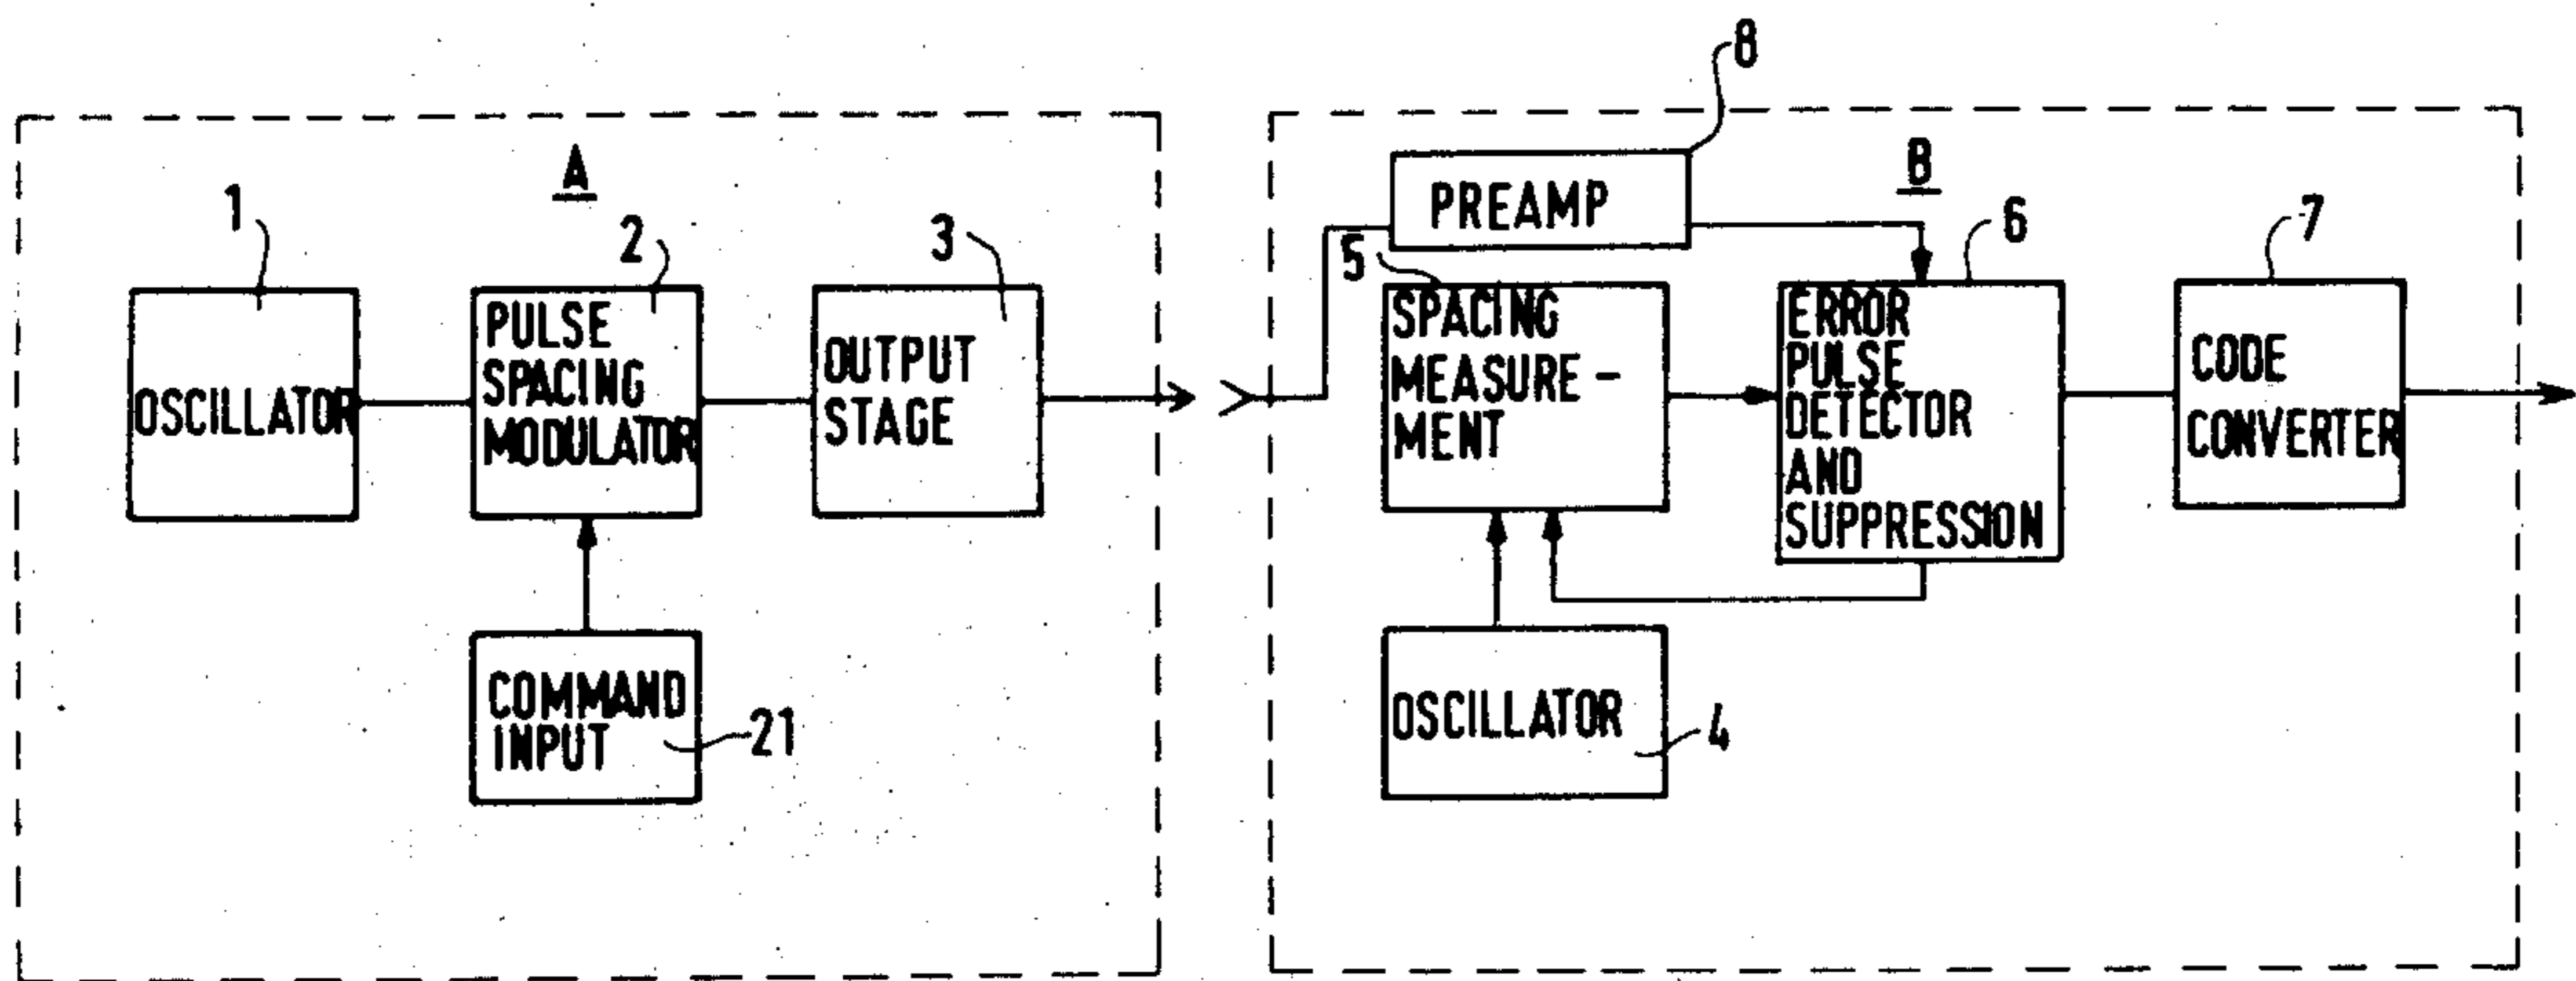 8
A
B
1
2
3
PREAMP
5
6
7
OSCILLATOR
PULSE
SPACING
MODULATOR
OUTPUT
STAGE
SPACING
MEASURE-
MENT
ERROR
PULSE
DETECTOR
AND
SUPPRESSION
CODE
CONVERTER
COMMAND
INPUT
21
OSCILLATOR
4